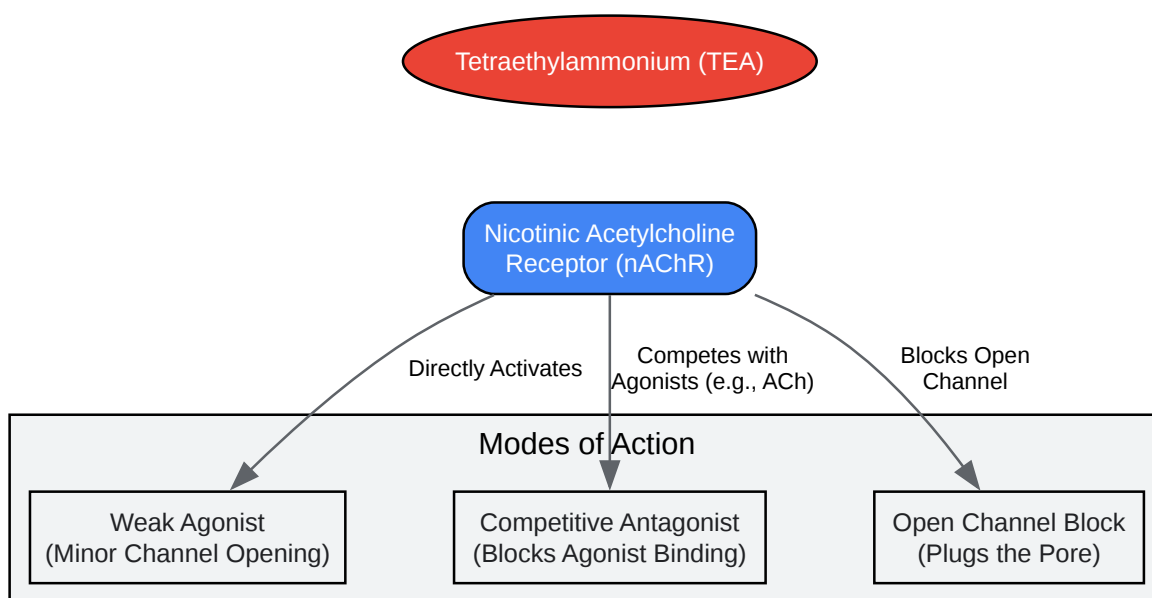 Tetraethylammonium (TEA)
Nicotinic Acetylcholine
Receptor (nAChR)
Directly Activates
Competes with
Agonists (e.g., ACh)
Blocks Open
Channel
Modes of Action
Weak Agonist
(Minor Channel Opening)
Competitive Antagonist
(Blocks Agonist Binding)
Open Channel Block
(Plugs the Pore)